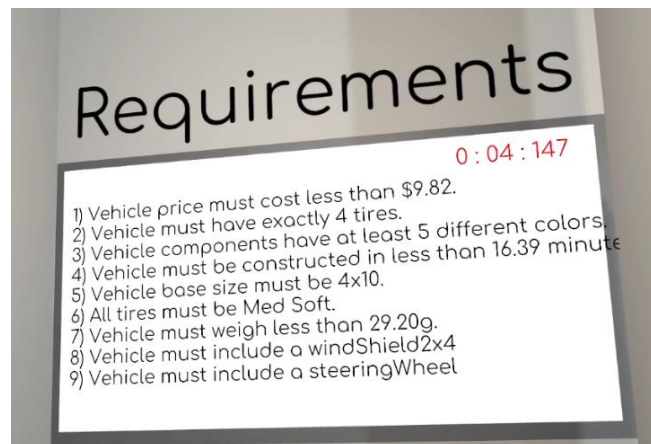 Requirements
0 : 04 : 147
1) Vehicle price must cost less than $9.82.
2) Vehicle must have exactly 4 tires.
3) Vehicle components have at least 5 different colors.
4) Vehicle must be constructed in less than 16.39 minute
5) Vehicle base size must be 4x10.
6) All tires must be Med Soft.
7) Vehicle must weigh less than 29.20g.
8) Vehicle must include a windShield2x4
9) Vehicle must include a steeringWheel